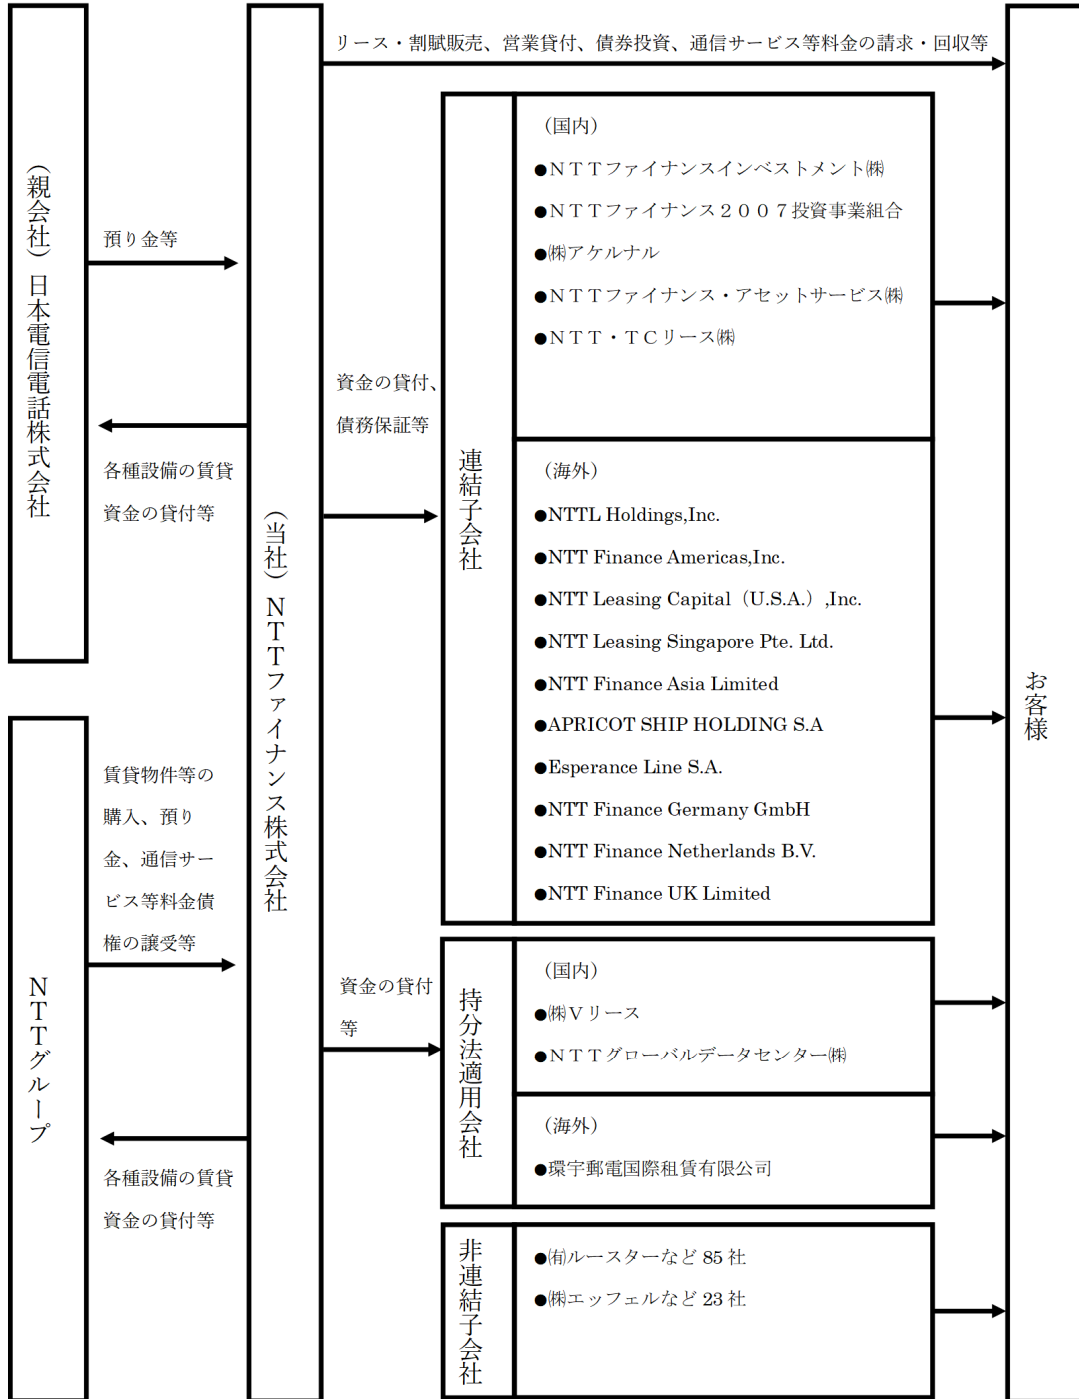 リース・割賦販売、営業貸付、債券投資、通信サービス等料金の請求・回収等
（親会社）日本電信電話株式会社
預り金等
各種設備の賃貸
資金の貸付等
ＮＴＴグループ
賃貸物件等の
購入、預り
金、通信サー
ビス等料金債
権の譲受等
各種設備の賃貸
資金の貸付等
（当社）ＮＴＴファイナンス株式会社
資金の貸付、
債務保証等
連結子会社
（国内）
●ＮＴＴファイナンスインベストメント㈱
●ＮＴＴファイナンス２００７投資事業組合
●㈱アケルナル
●ＮＴＴファイナンス・アセットサービス㈱
●ＮＴＴ・ＴＣリース㈱
（海外）
●NTTL Holdings,Inc.
●NTT Finance Americas,Inc.
●NTT Leasing Capital（U.S.A.）,Inc.
●NTT Leasing Singapore Pte. Ltd.
●NTT Finance Asia Limited
●APRICOT SHIP HOLDING S.A
●Esperance Line S.A.
●NTT Finance Germany GmbH
●NTT Finance Netherlands B.V.
●NTT Finance UK Limited
資金の貸付
等
持分法適用会社
（国内）
●㈱Ｖリース
●ＮＴＴグローバルデータセンター㈱
（海外）
●環宇郵電国際租賃有限公司
非連結子会社
●㈲ルースターなど 85 社
●㈱エッフェルなど 23 社
お客様